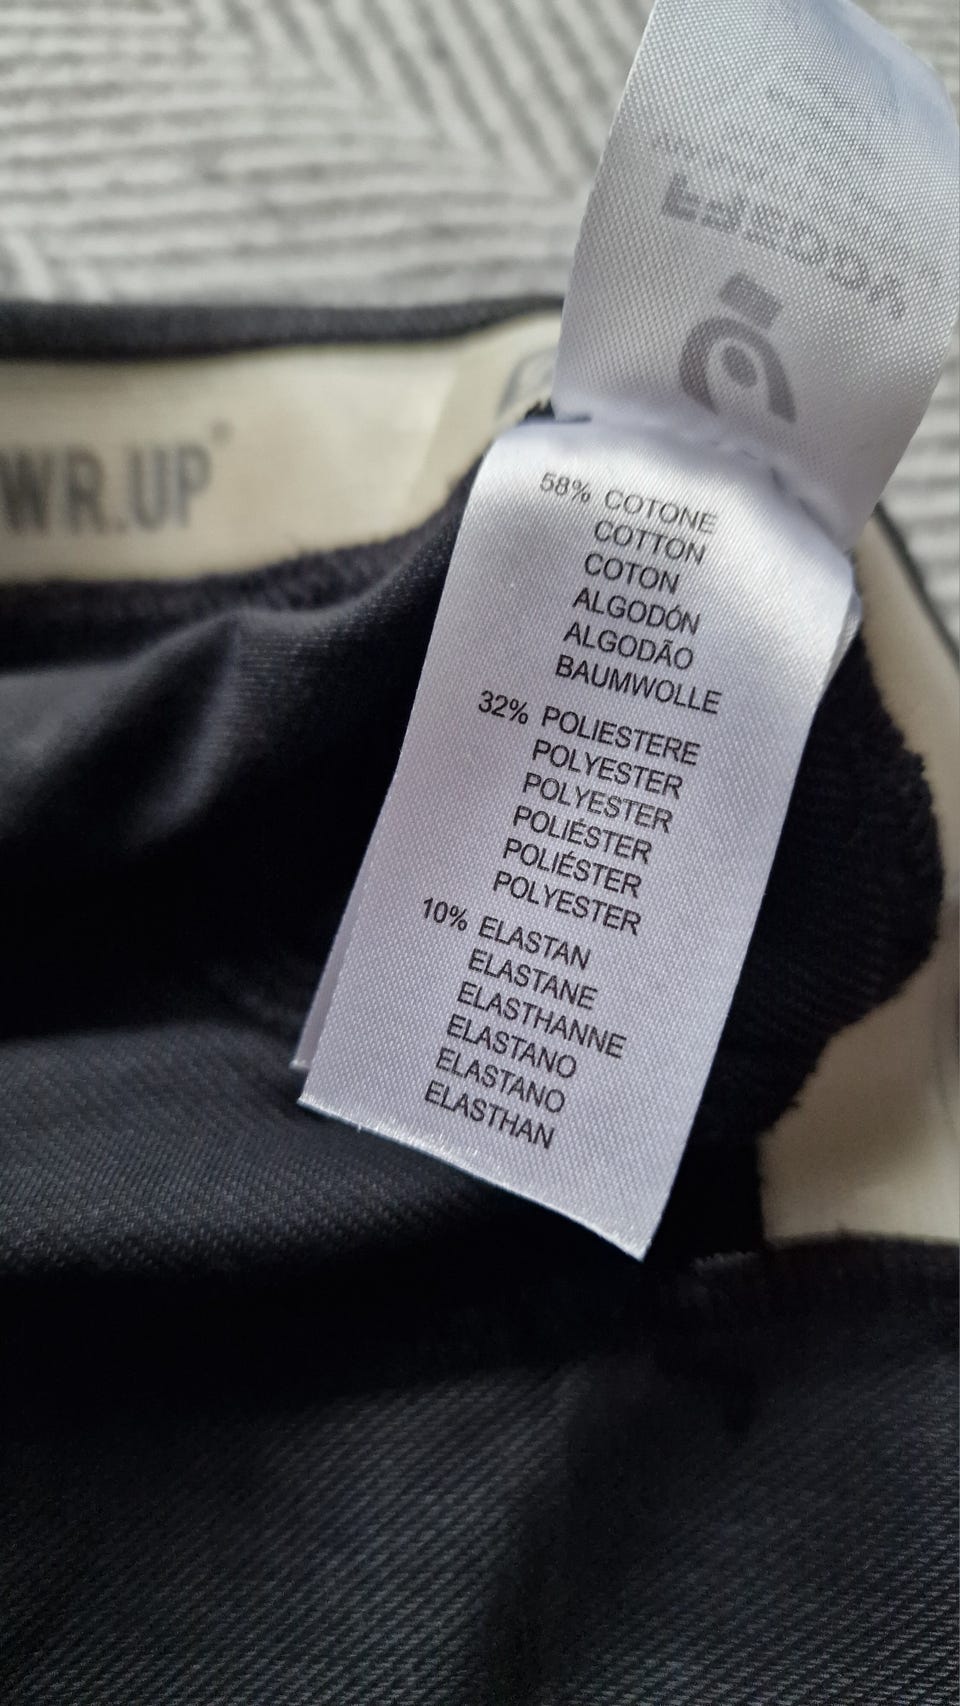 WR.UP®
58% COTONE
COTTON
COTON
ALGODÓN
ALGODÃO
BAUMWOLLE
32% POLIESTERE
POLYESTER
POLYESTER
POLIÉSTER
POLIÉSTER
POLYESTER
10% ELASTAN
ELASTANE
ELASTHANNE
ELASTANO
ELASTANO
ELASTHAN